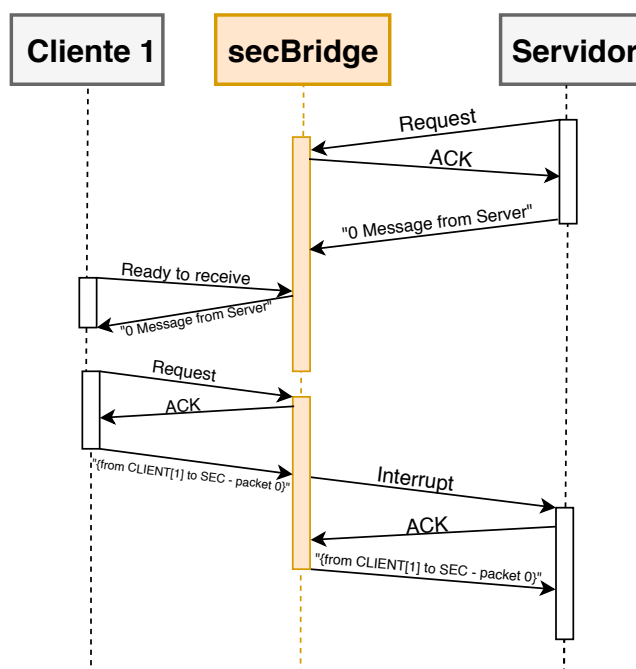 Cliente 1
secBridge
Servidor
Request
ACK
"0 Message from Server"
Ready to receive
"0 Message from Server"
Request
ACK
"{from CLIENT[1] to SEC - packet 0}"
Interrupt
ACK
"{from CLIENT[1] to SEC - packet 0}"